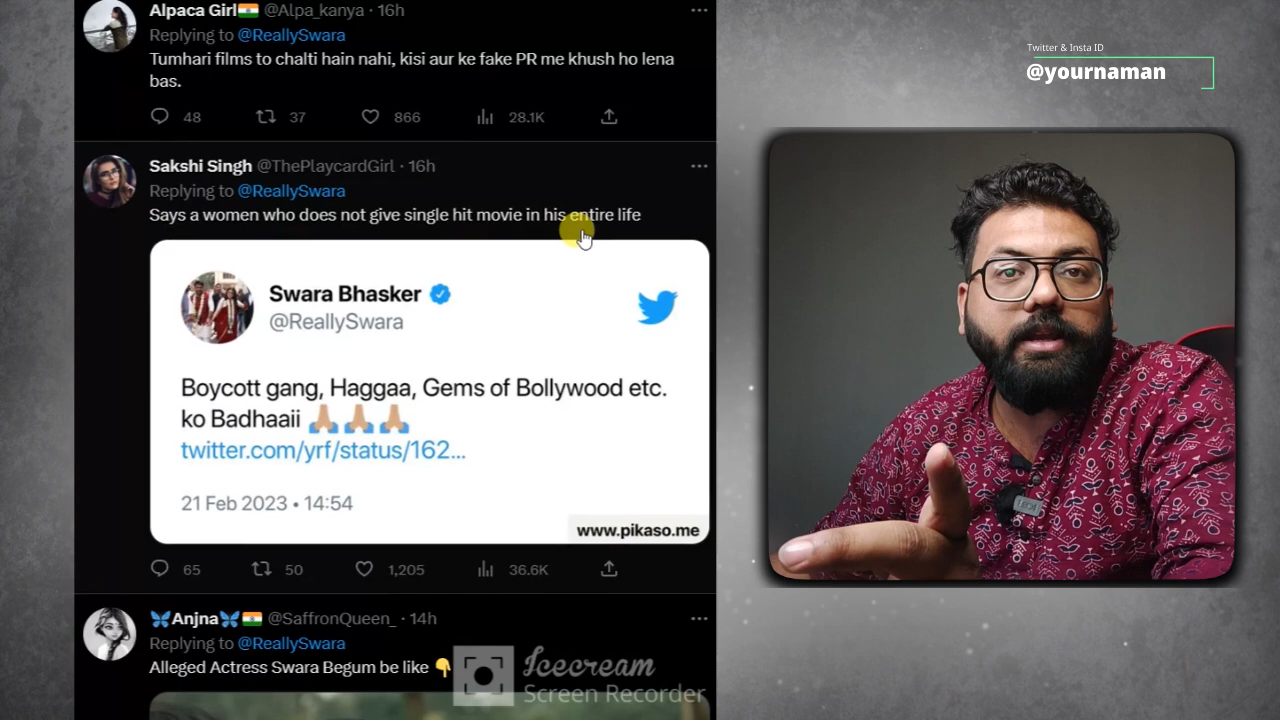 Alpaca Girl🇮🇳 @Alpa_kanya · 16h
Replying to @ReallySwara
Tumhari films to chalti hain nahi, kisi aur ke fake PR me khush ho lena
bas.
48 37 866 28.1K
Sakshi Singh @ThePlaycardGirl · 16h
Replying to @ReallySwara
Says a women who does not give single hit movie in his entire life
Swara Bhasker
@ReallySwara
Boycott gang, Haggaa, Gems of Bollywood etc.
ko Badhaaii 🙏🏼🙏🏼🙏🏼
twitter.com/yrf/status/162...
21 Feb 2023 • 14:54
www.pikaso.me
65 50 1,205 36.6K
🦋Anjna🦋🇮🇳 @SaffronQueen_ · 14h
Replying to @ReallySwara
Alleged Actress Swara Begum be like 👇
Icecream
Screen Recorder
Twitter & Insta ID
@yournaman